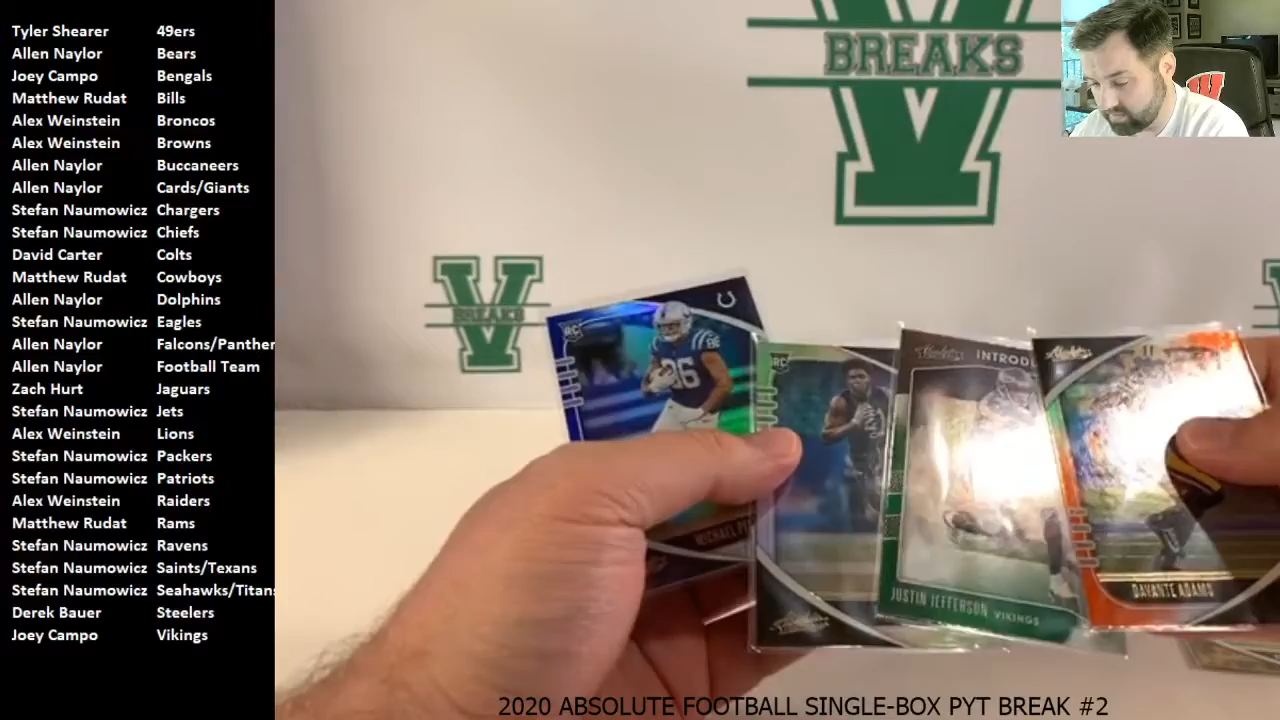 Tyler Shearer 49ers
Allen Naylor Bears
Joey Campo Bengals
Matthew Rudat Bills
Alex Weinstein Broncos
Alex Weinstein Browns
Allen Naylor Buccaneers
Allen Naylor Cards/Giants
Stefan Naumowicz Chargers
Stefan Naumowicz Chiefs
David Carter Colts
Matthew Rudat Cowboys
Allen Naylor Dolphins
Stefan Naumowicz Eagles
Allen Naylor Falcons/Panther
Allen Naylor Football Team
Zach Hurt Jaguars
Stefan Naumowicz Jets
Alex Weinstein Lions
Stefan Naumowicz Packers
Stefan Naumowicz Patriots
Alex Weinstein Raiders
Matthew Rudat Rams
Stefan Naumowicz Ravens
Stefan Naumowicz Saints/Texans
Stefan Naumowicz Seahawks/Titans
Derek Bauer Steelers
Joey Campo Vikings
V
BREAKS
V
BREAKS
W
RC
86
MICHAEL
RC
2
INTROD
JUSTIN JEFFERSON VIKINGS
DAVANTE ADAMS
2020 ABSOLUTE FOOTBALL SINGLE-BOX PYT BREAK #2